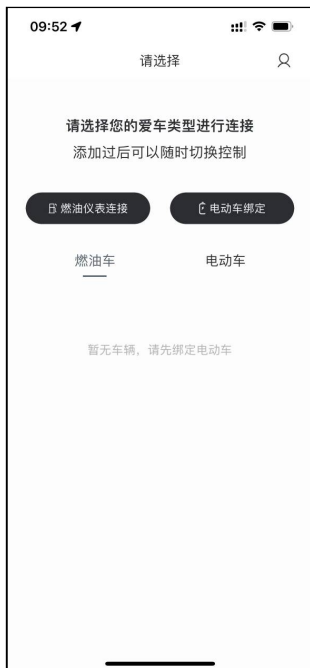 09:52
请选择
请选择您的爱车类型进行连接
添加过后可以随时切换控制
燃油仪表连接
电动车绑定
燃油车
电动车
暂无车辆，请先绑定电动车